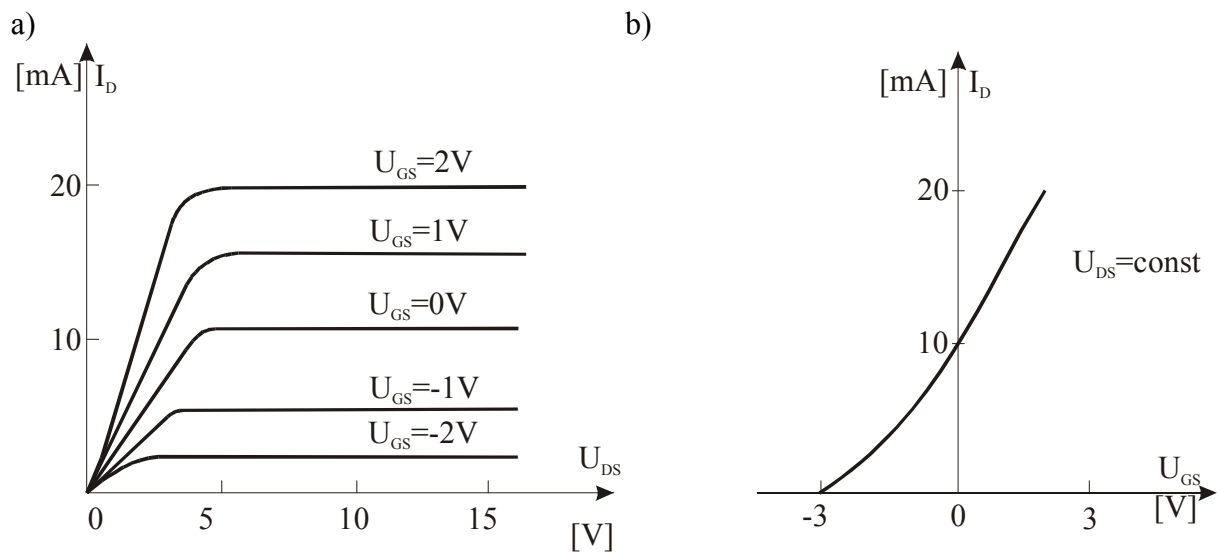 a)
[mA] I_D
U_GS=2V
20
U_GS=1V
U_GS=0V
10
U_GS=-1V
U_GS=-2V
U_DS
0 5 10 15
[V]
b)
[mA] I_D
20
U_DS=const
10
U_GS
-3 0 3 [V]